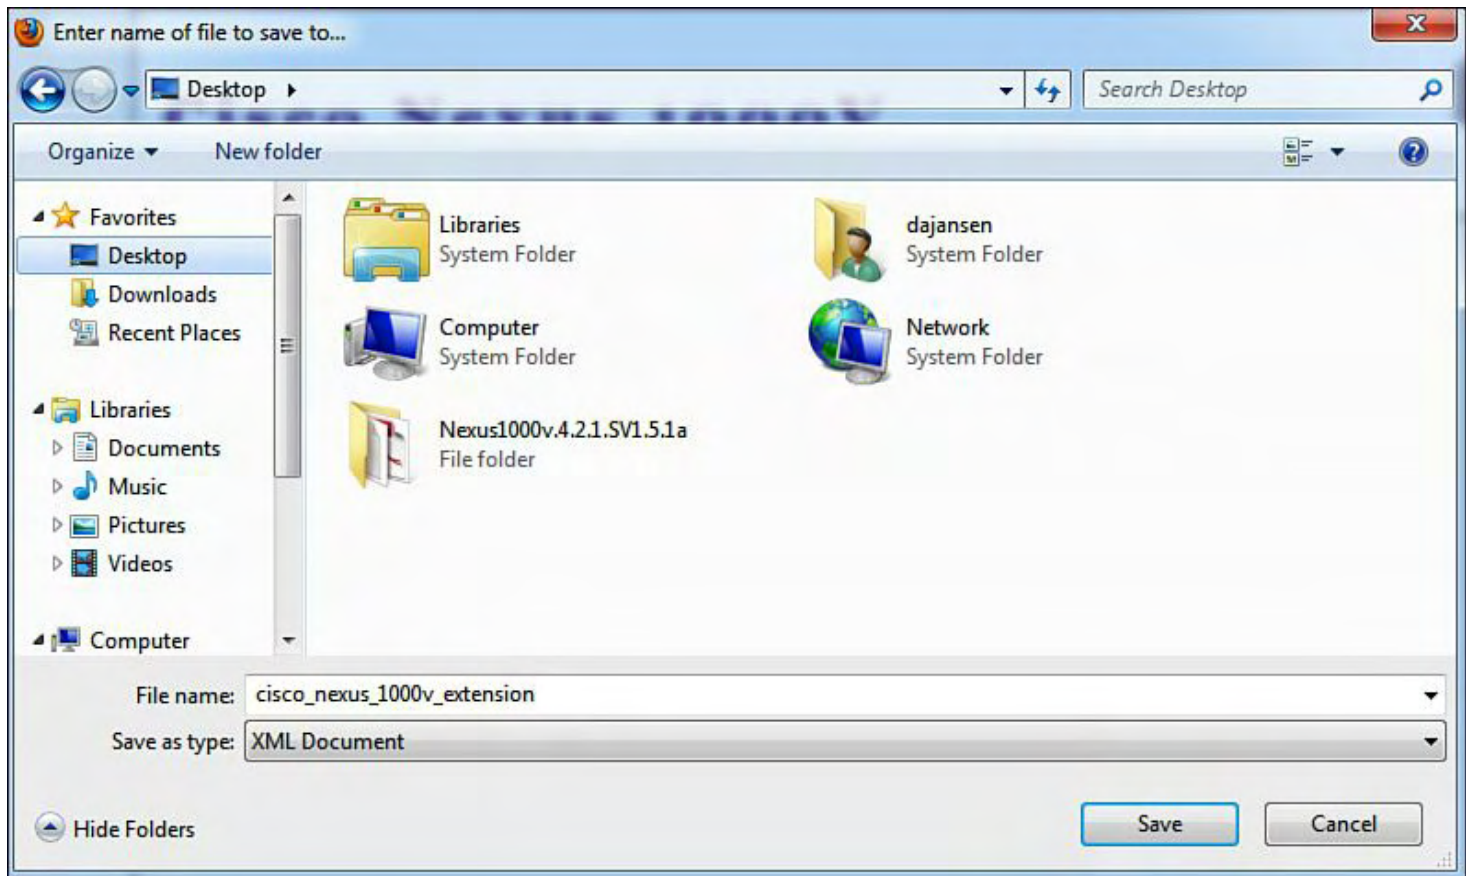 Enter name of file to save to...
Desktop
Search Desktop
Cisco Nexus 1000V
Organize
New folder
Favorites
Desktop
Downloads
Recent Places
Libraries
Documents
Music
Pictures
Videos
Computer
Libraries
System Folder
dajansen
System Folder
Computer
System Folder
Network
System Folder
Nexus1000v.4.2.1.SV1.5.1a
File folder
File name: cisco_nexus_1000v_extension
Save as type: XML Document
Hide Folders
Save
Cancel